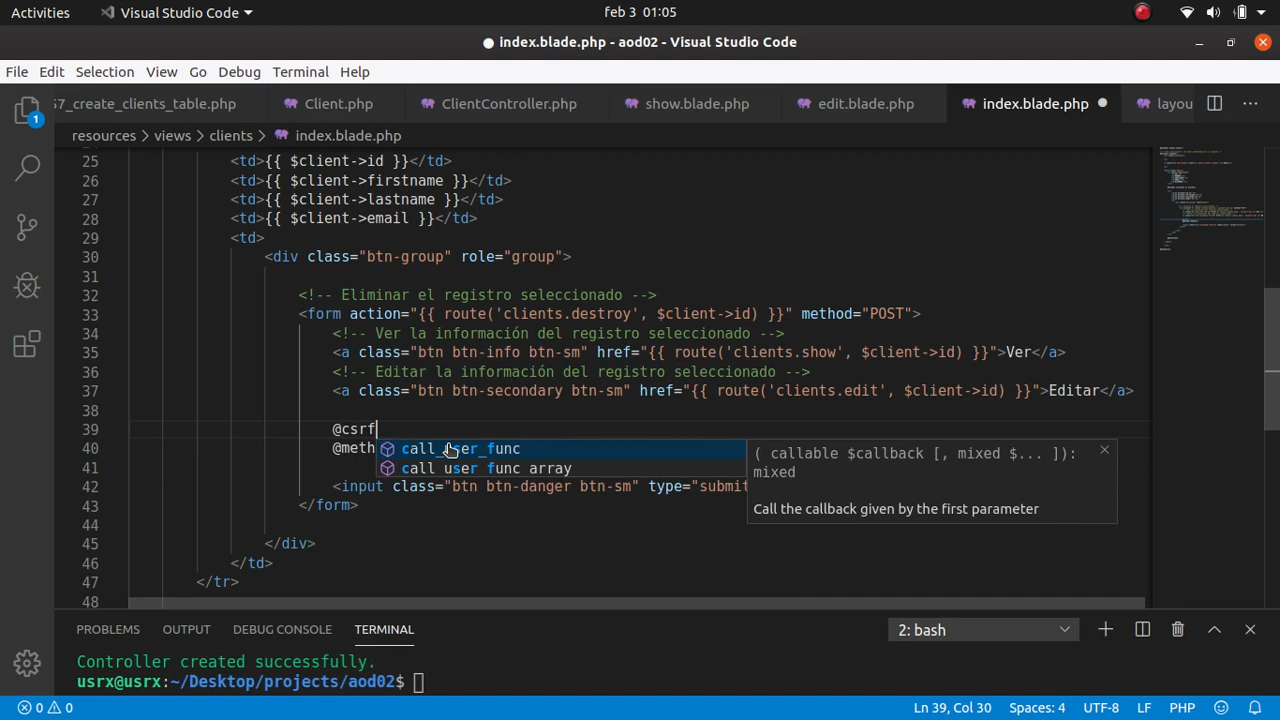 Activities
Visual Studio Code
feb 3 01:05
● index.blade.php - aod02 - Visual Studio Code
File Edit Selection View Go Debug Terminal Help
57_create_clients_table.php
Client.php
ClientController.php
show.blade.php
edit.blade.php
index.blade.php
layou
1
resources > views > clients > index.blade.php
25 <td>{{ $client->id }}</td>
26 <td>{{ $client->firstname }}</td>
27 <td>{{ $client->lastname }}</td>
28 <td>{{ $client->email }}</td>
29 <td>
30 <div class="btn-group" role="group">
31
32 <!-- Eliminar el registro seleccionado -->
33 <form action="{{ route('clients.destroy', $client->id) }}" method="POST">
34 <!-- Ver la información del registro seleccionado -->
35 <a class="btn btn-info btn-sm" href="{{ route('clients.show', $client->id) }}">Ver</a>
36 <!-- Editar la información del registro seleccionado -->
37 <a class="btn btn-secondary btn-sm" href="{{ route('clients.edit', $client->id) }}">Editar</a>
38
39 @csrf
40 @meth
call_user_func
( callable $callback [, mixed $... ]):
mixed
41
call_user_func_array
Call the callback given by the first parameter
42 <input class="btn btn-danger btn-sm" type="submit
43 </form>
44
45 </div>
46 </td>
47 </tr>
48
PROBLEMS OUTPUT DEBUG CONSOLE TERMINAL
2: bash
Controller created successfully.
usrx@usrx:~/Desktop/projects/aod02$
0 0
Ln 39, Col 30 Spaces: 4 UTF-8 LF PHP